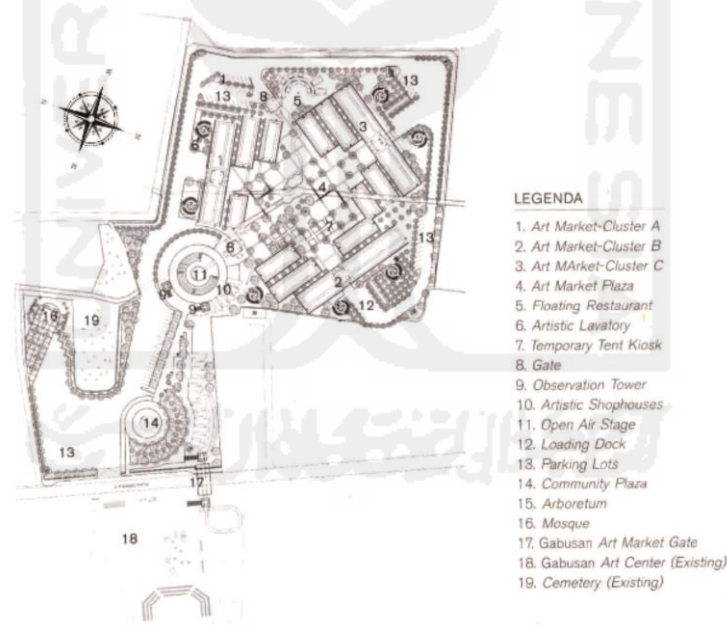 1
13
8
5
13
3
4
7
13
8
11
10
2
12
9
16
19
14
13
17
18
LEGENDA
1. Art Market-Cluster A
2. Art Market-Cluster B
3. Art MArket-Cluster C
4. Art Market Plaza
5. Floating Restaurant
6. Artistic Lavatory
7. Temporary Tent Kiosk
8. Gate
9. Observation Tower
10. Artistic Shophouses
11. Open Air Stage
12. Loading Dock
13. Parking Lots
14. Community Plaza
15. Arboretum
16. Mosque
17. Gabusan Art Market Gate
18. Gabusan Art Center (Existing)
19. Cemetery (Existing)